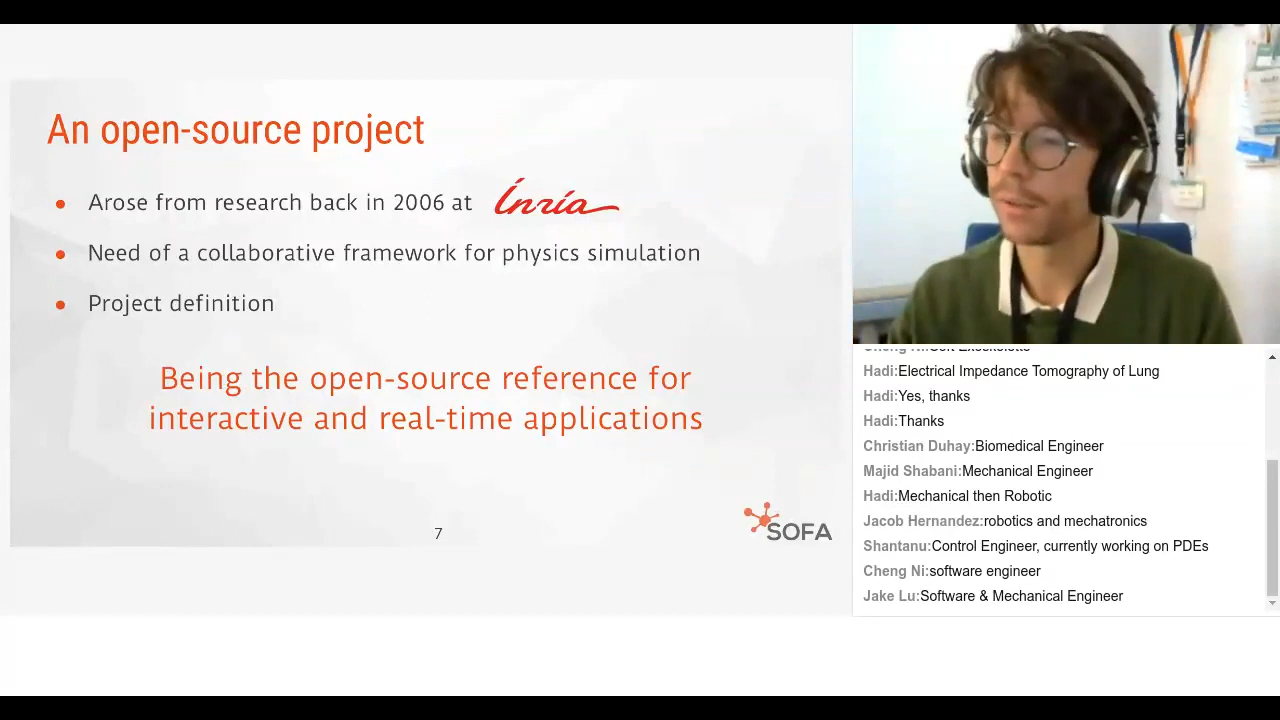 An open-source project
Arose from research back in 2006 at Inria
Need of a collaborative framework for physics simulation
Project definition
Being the open-source reference for
interactive and real-time applications
7
SOFA
Hadi:Electrical Impedance Tomography of Lung
Hadi:Yes, thanks
Hadi:Thanks
Christian Duhay:Biomedical Engineer
Majid Shabani:Mechanical Engineer
Hadi:Mechanical then Robotic
Jacob Hernandez:robotics and mechatronics
Shantanu:Control Engineer, currently working on PDEs
Cheng Ni:software engineer
Jake Lu:Software & Mechanical Engineer